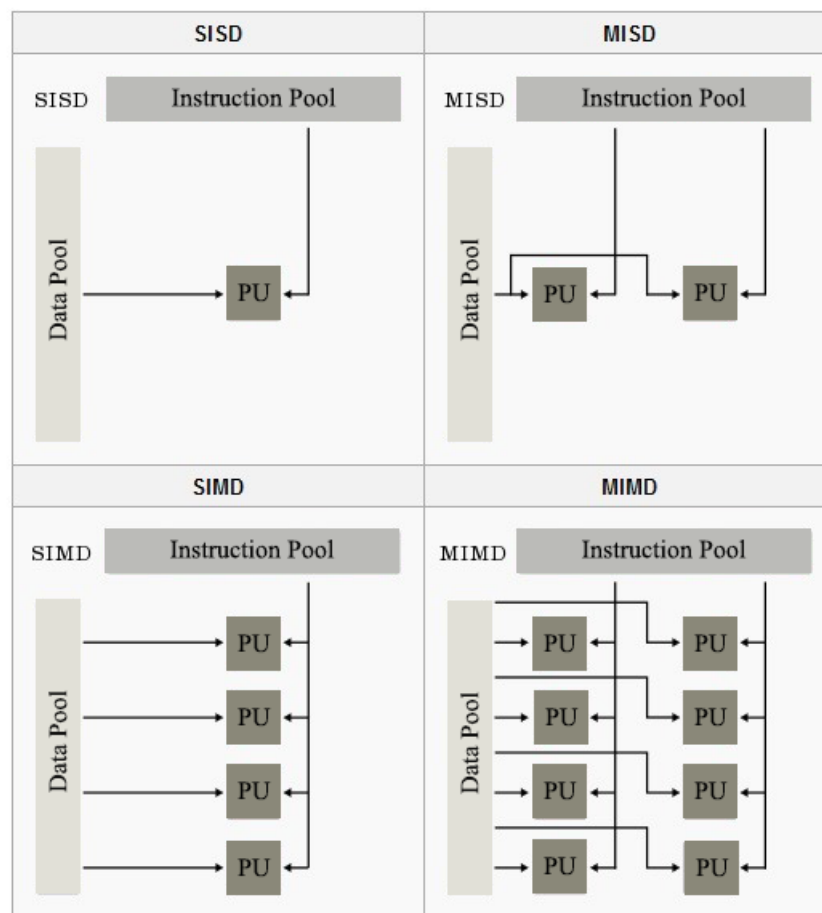 SISD
MISD
SISD
Instruction Pool
Data Pool
PU
MISD
Instruction Pool
Data Pool
PU
PU
SIMD
MIMD
SIMD
Instruction Pool
Data Pool
PU
PU
PU
PU
MIMD
Instruction Pool
Data Pool
PU
PU
PU
PU
PU
PU
PU
PU